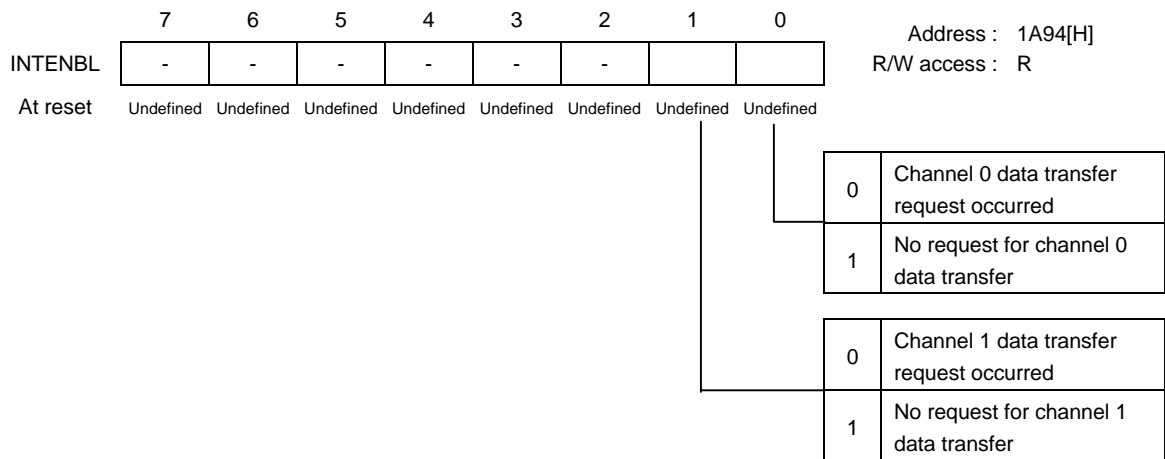 7 6 5 4 3 2 1 0
Address : 1A94[H]
INTENBL - - - - - - R/W access : R
At reset Undefined Undefined Undefined Undefined Undefined Undefined Undefined Undefined
0 Channel 0 data transfer
request occurred
1 No request for channel 0
data transfer
0 Channel 1 data transfer
request occurred
1 No request for channel 1
data transfer